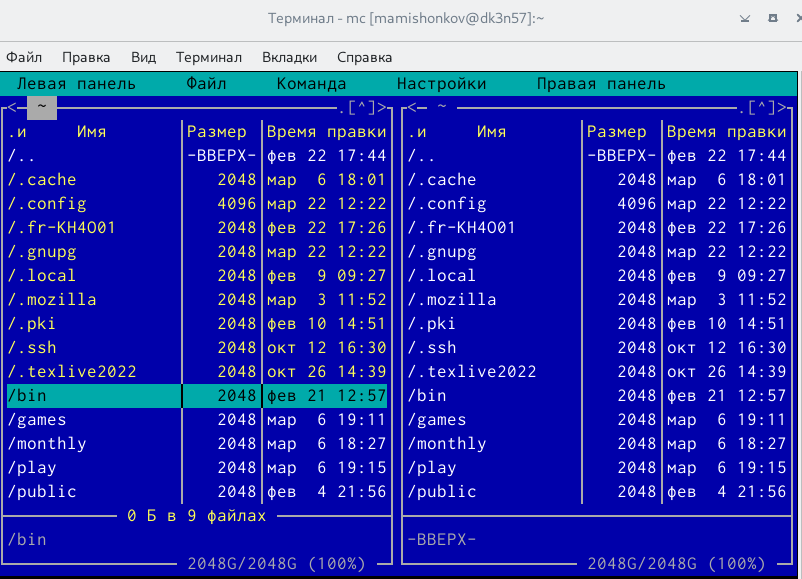 Терминал - mc [mamishonkov@dk3n57]:~
Файл Правка Вид Терминал Вкладки Справка
Левая панель Файл Команда Настройки Правая панель
<─ ~ .[^]> <─ ~ .[^]>
.и Имя Размер Время правки .и Имя Размер Время правки
/.. -ВВЕРХ- фев 22 17:44 /.. -ВВЕРХ- фев 22 17:44
/.cache 2048 мар 6 18:01 /.cache 2048 мар 6 18:01
/.config 4096 мар 22 12:22 /.config 4096 мар 22 12:22
/.fr-KH4O01 2048 фев 22 17:26 /.fr-KH4O01 2048 фев 22 17:26
/.gnupg 2048 мар 22 12:22 /.gnupg 2048 мар 22 12:22
/.local 2048 фев 9 09:27 /.local 2048 фев 9 09:27
/.mozilla 2048 мар 3 11:52 /.mozilla 2048 мар 3 11:52
/.pki 2048 фев 10 14:51 /.pki 2048 фев 10 14:51
/.ssh 2048 окт 12 16:30 /.ssh 2048 окт 12 16:30
/.texlive2022 2048 окт 26 14:39 /.texlive2022 2048 окт 26 14:39
/bin 2048 фев 21 12:57 /bin 2048 фев 21 12:57
/games 2048 мар 6 19:11 /games 2048 мар 6 19:11
/monthly 2048 мар 6 18:27 /monthly 2048 мар 6 18:27
/play 2048 мар 6 19:15 /play 2048 мар 6 19:15
/public 2048 фев 4 21:56 /public 2048 фев 4 21:56
0 Б в 9 файлах
/bin -ВВЕРХ-
2048G/2048G (100%) 2048G/2048G (100%)